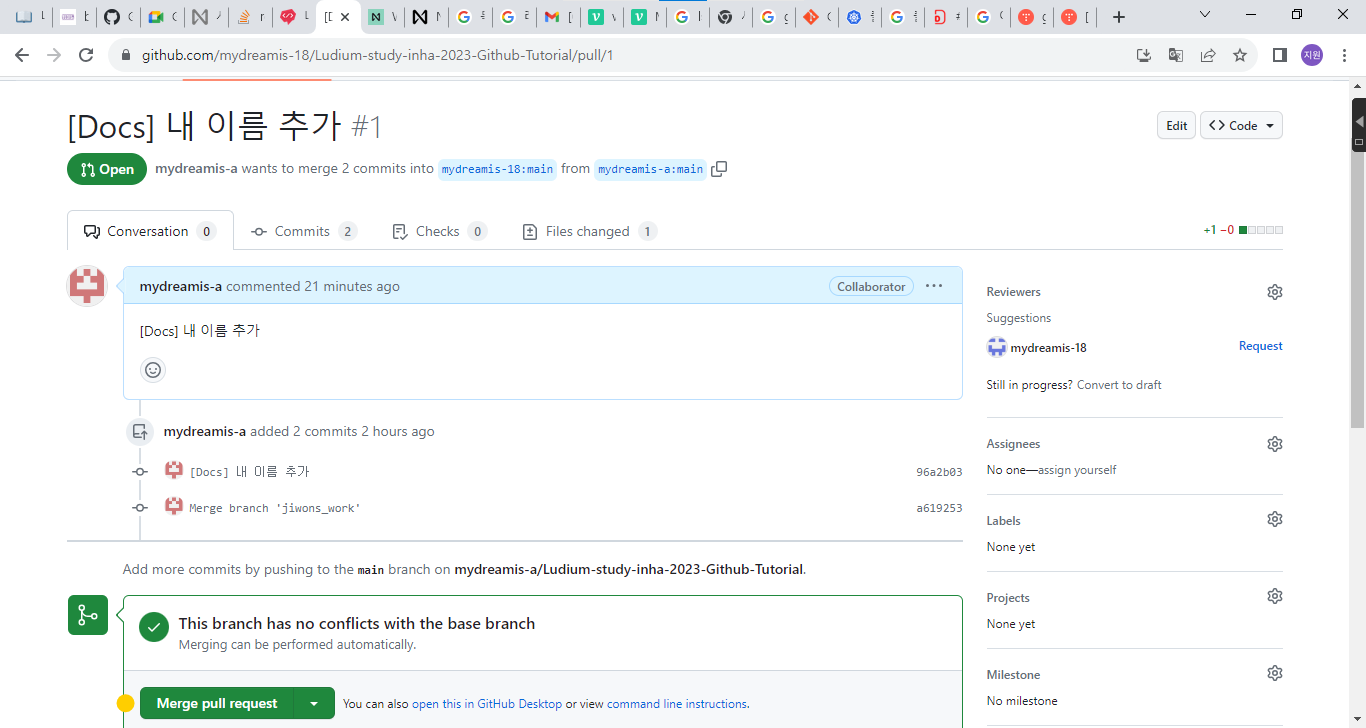 github.com/mydreamis-18/Ludium-study-inha-2023-Github-Tutorial/pull/1
지원
[Docs] 내 이름 추가 #1
Edit
Code
Open
mydreamis-a wants to merge 2 commits into mydreamis-18:main from mydreamis-a:main
Conversation 0
Commits 2
Checks 0
Files changed 1
+1 −0
mydreamis-a commented 21 minutes ago
Collaborator
[Docs] 내 이름 추가
mydreamis-a added 2 commits 2 hours ago
[Docs] 내 이름 추가 96a2b03
Merge branch 'jiwons_work' a619253
Add more commits by pushing to the main branch on mydreamis-a/Ludium-study-inha-2023-Github-Tutorial.
This branch has no conflicts with the base branch
Merging can be performed automatically.
Merge pull request
You can also open this in GitHub Desktop or view command line instructions.
Reviewers
Suggestions
mydreamis-18 Request
Still in progress? Convert to draft
Assignees
No one—assign yourself
Labels
None yet
Projects
None yet
Milestone
No milestone